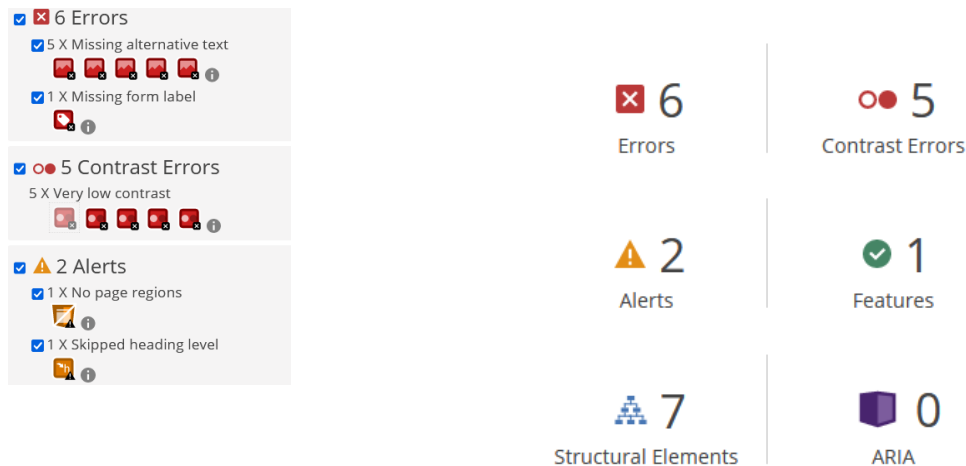 6 Errors
5 X Missing alternative text
1 X Missing form label
5 Contrast Errors
5 X Very low contrast
2 Alerts
1 X No page regions
1 X Skipped heading level
6
Errors
5
Contrast Errors
2
Alerts
1
Features
7
Structural Elements
0
ARIA